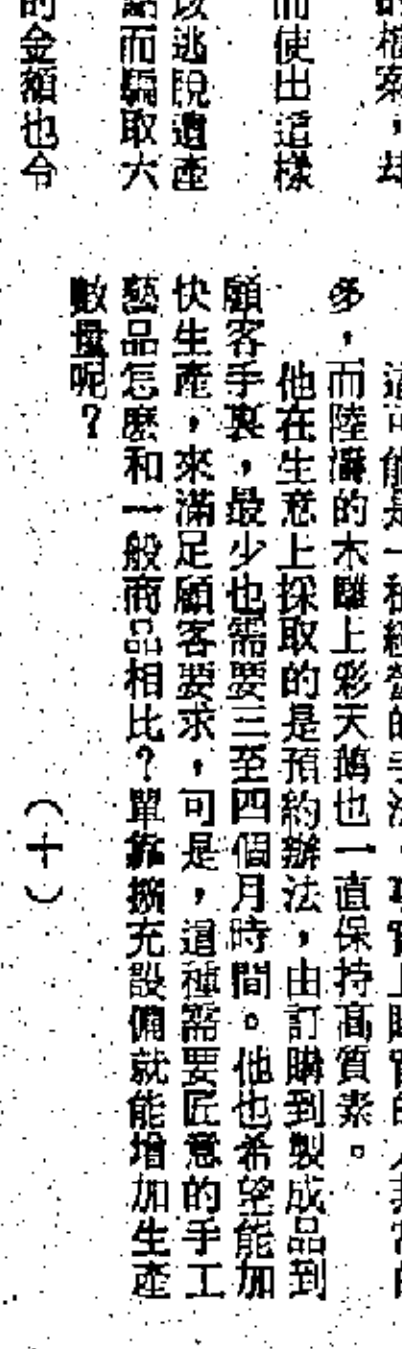 的檔案，却
而使出這樣
逃脫遺產
而騙取六
的金額也令
這可能是一種經營的手法，事實上
多，而陸濤的木雕上彩天鵝也一直保持高質素。
他在生意上採取的是預約辦法，由訂購到製成品到
顧客手裏，最少也需要三至四個月時間。他也希望能加
快生產，來滿足顧客要求，可是，這種需要匠意的手工
藝品怎麼和一般商品相比？單靠擴充設備就能增加生產
數量呢？
（十）